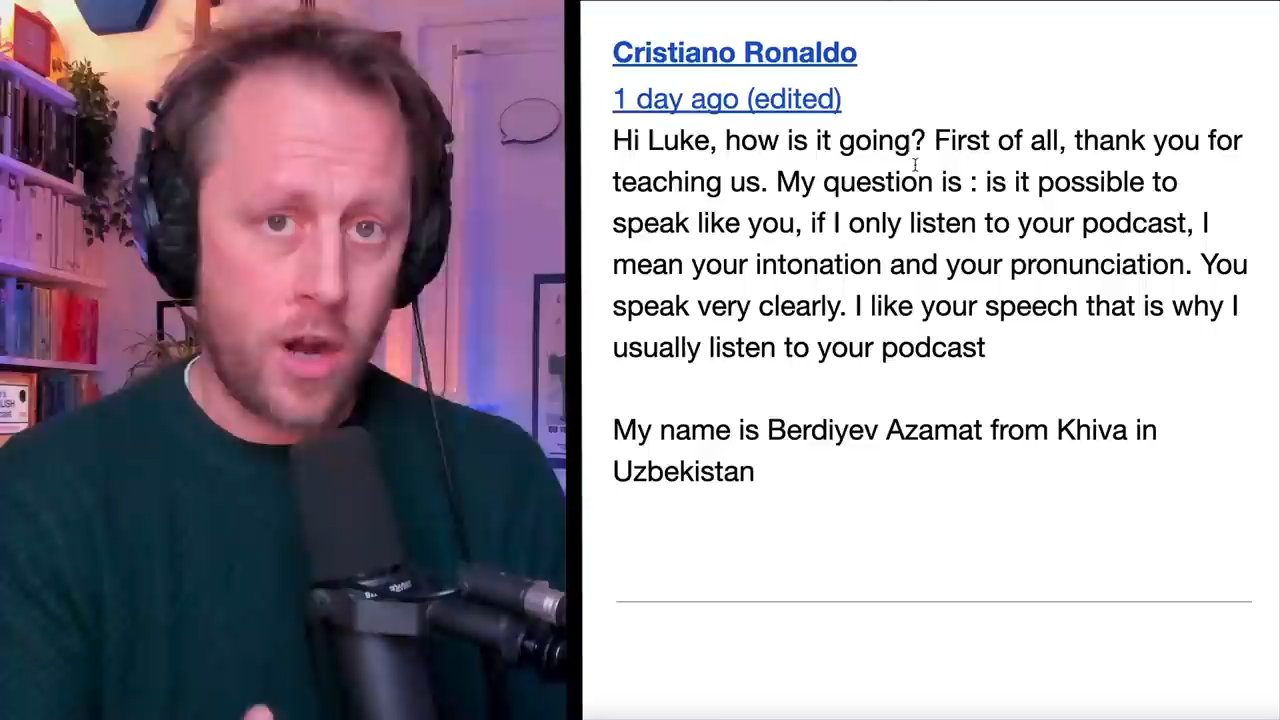 Cristiano Ronaldo
1 day ago (edited)
Hi Luke, how is it going? First of all, thank you for
teaching us. My question is : is it possible to
speak like you, if I only listen to your podcast, I
mean your intonation and your pronunciation. You
speak very clearly. I like your speech that is why I
usually listen to your podcast
My name is Berdiyev Azamat from Khiva in
Uzbekistan